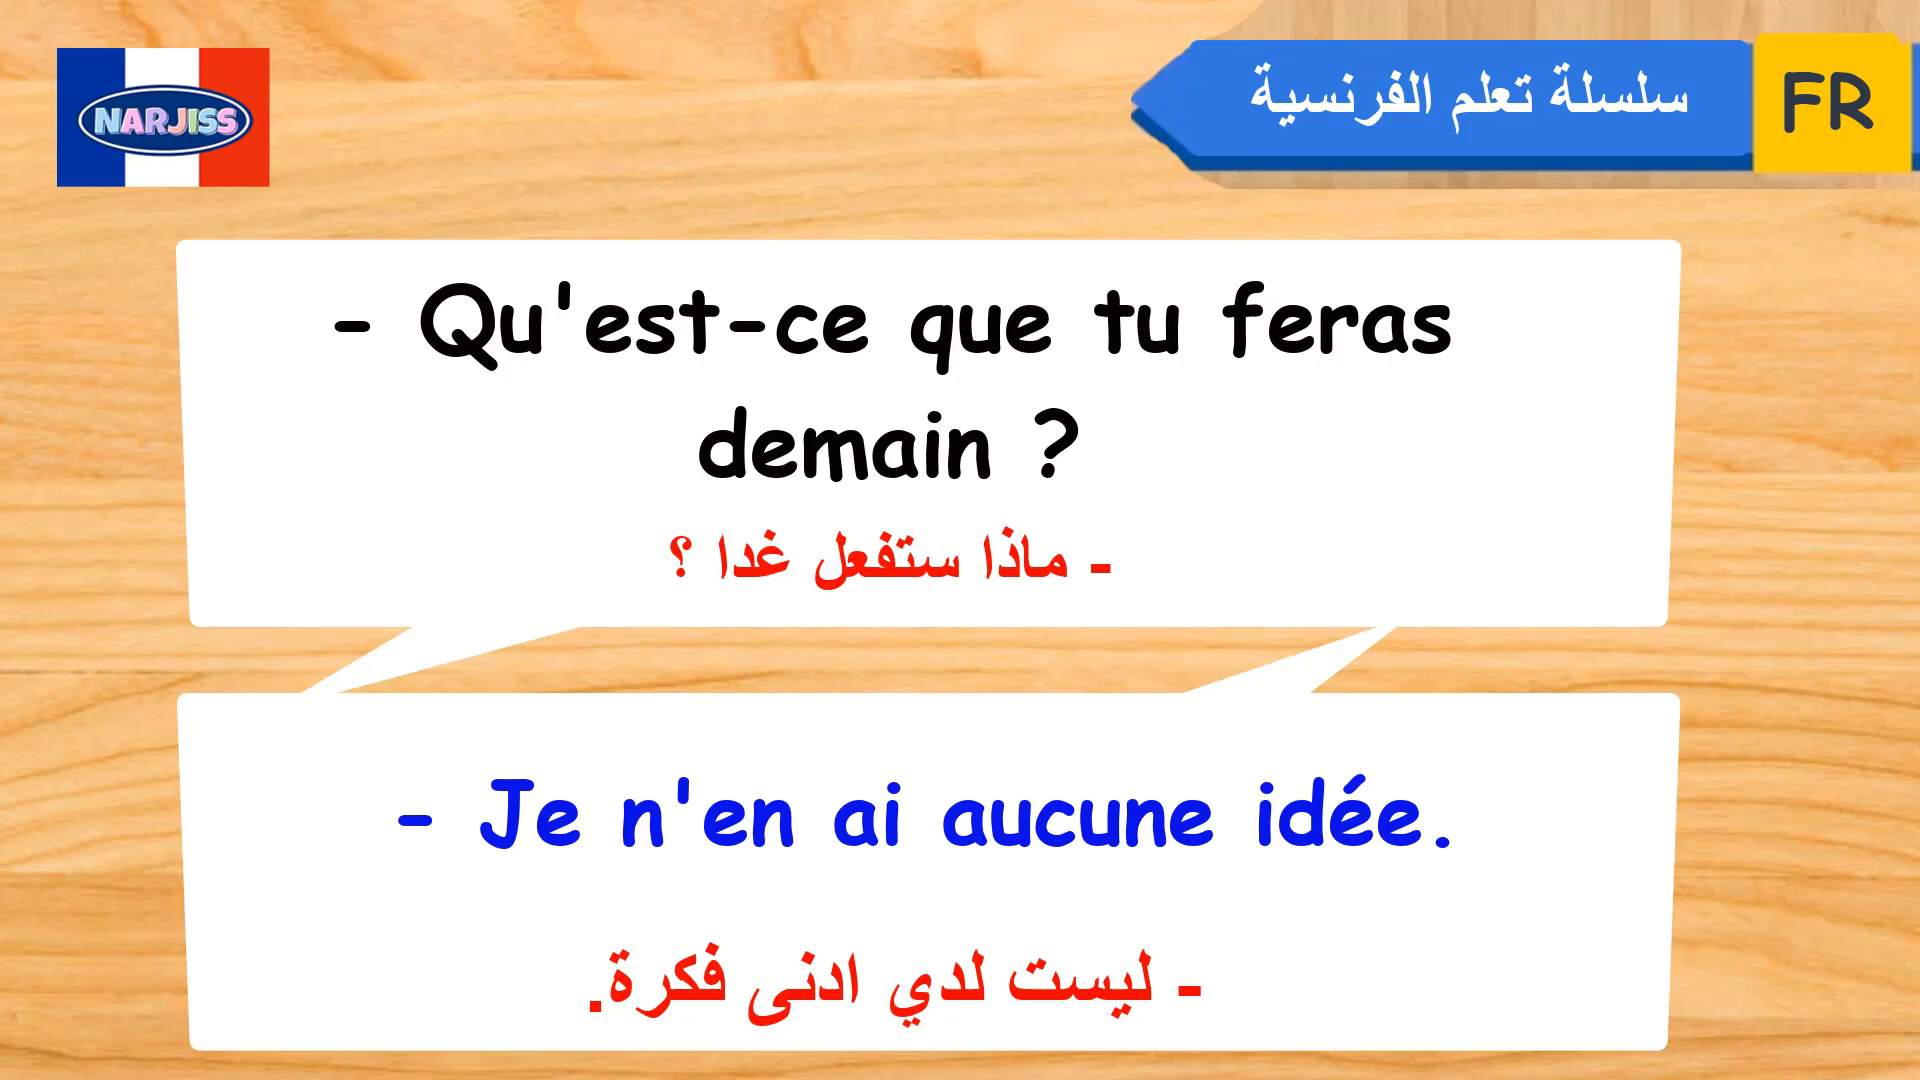 NARJISS
سلسلة تعلم الفرنسية
FR
- Qu'est-ce que tu feras
demain ?
- ماذا ستفعل غدا ؟
- Je n'en ai aucune idée.
- ليست لدي ادنى فكرة.